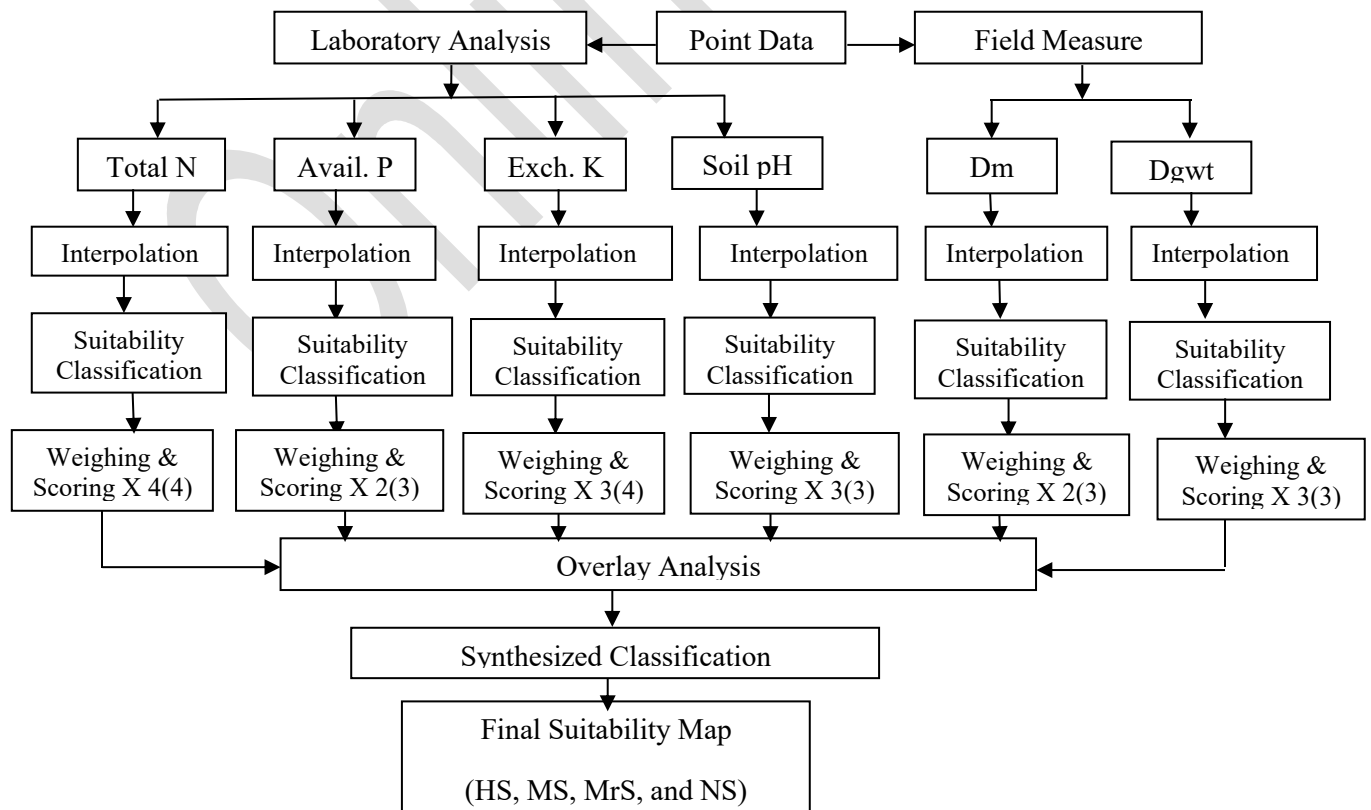 Laboratory Analysis
Point Data
Field Measure
Total N
Avail. P
Exch. K
Soil pH
Dm
Dgwt
Interpolation
Interpolation
Interpolation
Interpolation
Interpolation
Interpolation
Suitability
Classification
Suitability
Classification
Suitability
Classification
Suitability
Classification
Suitability
Classification
Suitability
Classification
Weighing &
Scoring X 4(4)
Weighing &
Scoring X 2(3)
Weighing &
Scoring X 3(4)
Weighing &
Scoring X 3(3)
Weighing &
Scoring X 2(3)
Weighing &
Scoring X 3(3)
Overlay Analysis
Synthesized Classification
Final Suitability Map
(HS, MS, MrS, and NS)